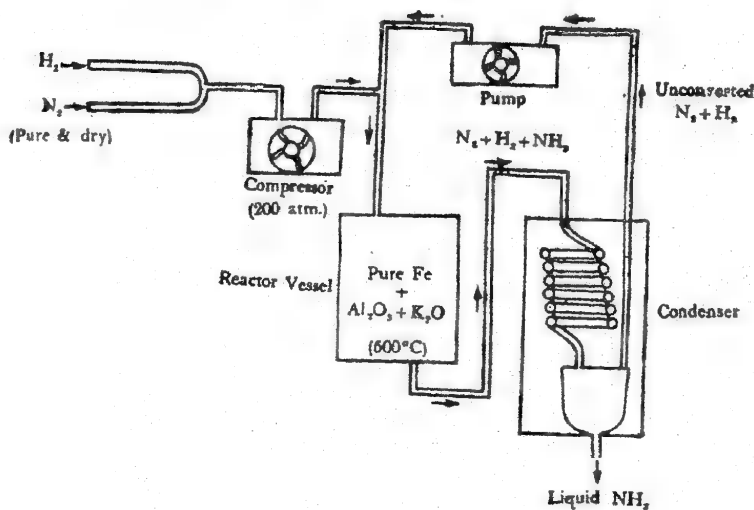 H₂
N₂
(Pure & dry)
Compressor
(200 atm.)
Pump
Unconverted
N₂ + H₂
N₂ + H₂ + NH₃
Reactor Vessel
Pure Fe
+
Al₂O₃ + K₂O
(600°C)
Condenser
Liquid NH₃